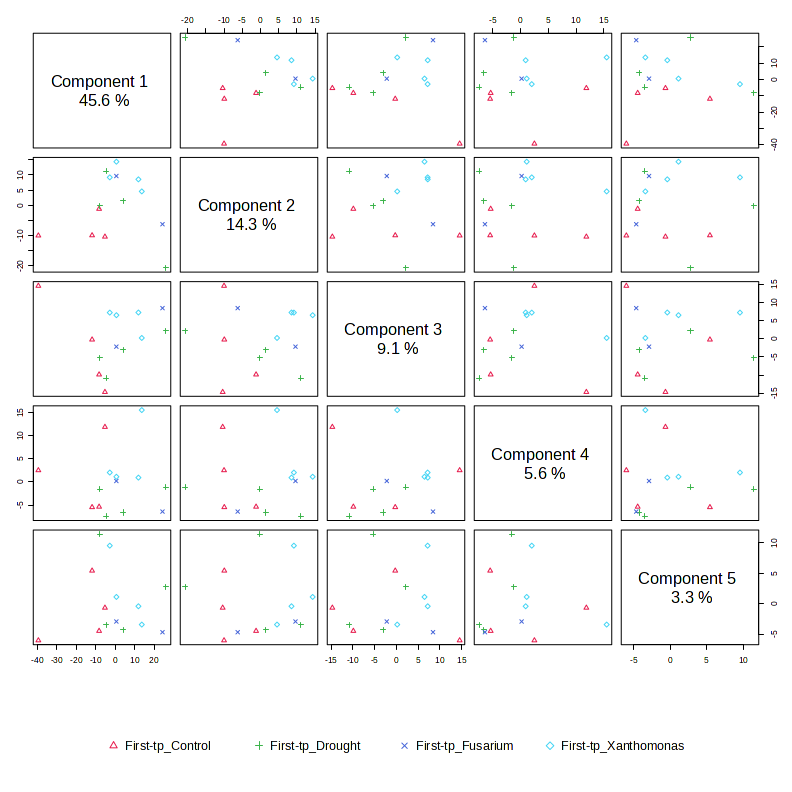 -20 -10 0 5 10 15
-5 0 5 10 15
Component 1
45.6 %
-40 -20 0 10
-20 -10 0 5 10
Component 2
14.3 %
Component 3
9.1 %
-15 -5 0 5 10 15
-5 0 5 10 15
Component 4
5.6 %
Component 5
3.3 %
-5 0 5 10
-40 -30 -20 -10 0 10 20
-15 -10 -5 0 5 10 15
-5 0 5 10
First-tp_Control First-tp_Drought First-tp_Fusarium First-tp_Xanthomonas